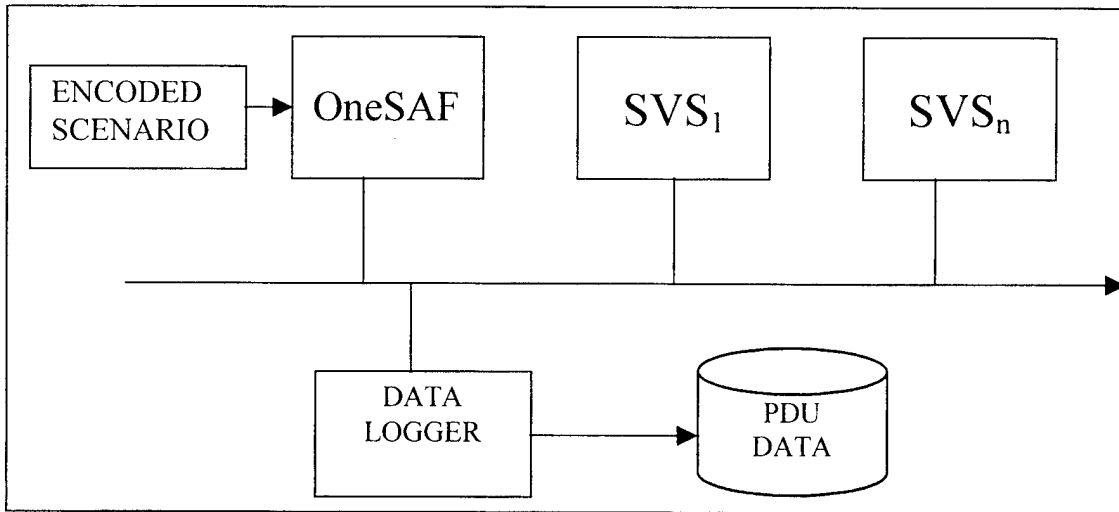 ENCODED
SCENARIO
OneSAF
SVS₁
SVSₙ
DATA
LOGGER
PDU
DATA